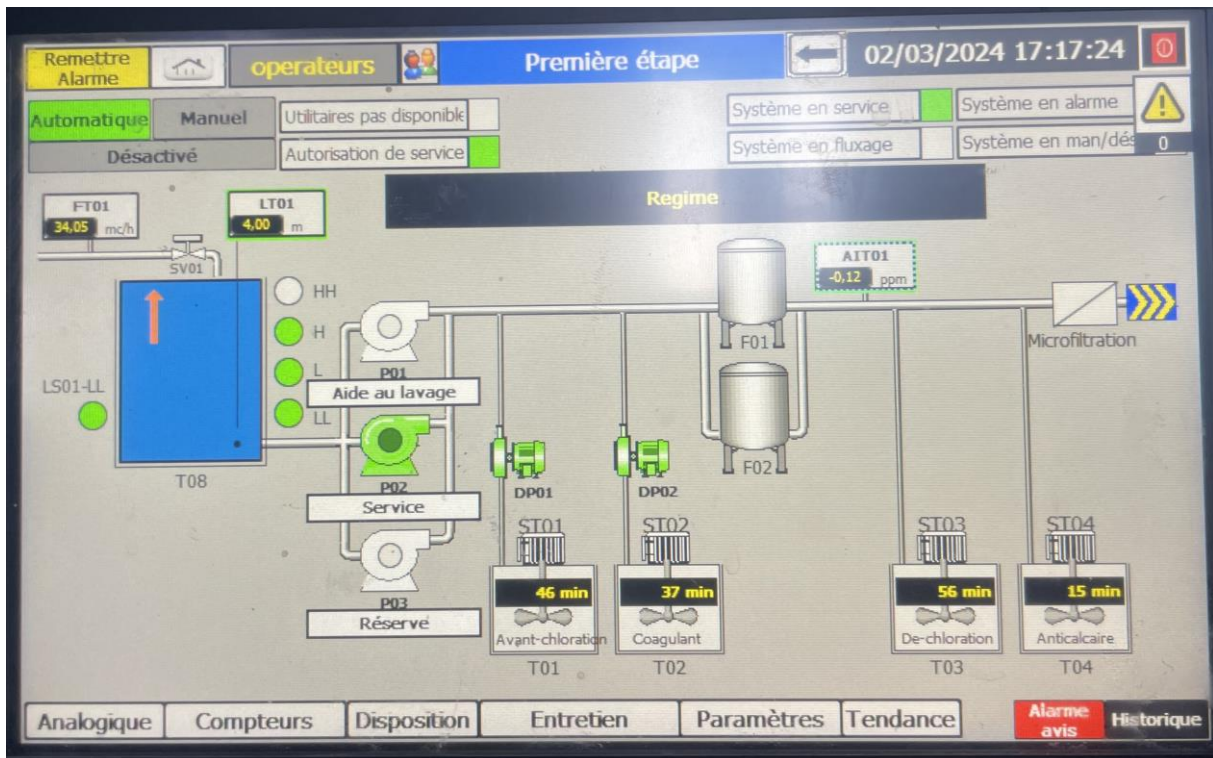 Remettre
Alarme
operateurs
Première étape
02/03/2024 17:17:24
Automatique
Manuel
Désactivé
Utilitaires pas disponible
Autorisation de service
Système en service
Système en fluxage
Système en alarme
Système en man/dés
0
Regime
FT01
34,05 mc/h
LT01
4,00 m
SV01
HH
H
L
LL
LS01-LL
T08
P01
Aide au lavage
P02
Service
P03
Réserve
DP01
DP02
F01
F02
AIT01
-0,12 ppm
Microfiltration
ST01
46 min
Avant-chloration
T01
ST02
37 min
Coagulant
T02
ST03
56 min
De-chloration
T03
ST04
15 min
Anticalcaire
T04
Analogique
Compteurs
Disposition
Entretien
Paramètres
Tendance
Alarme
avis
Historique